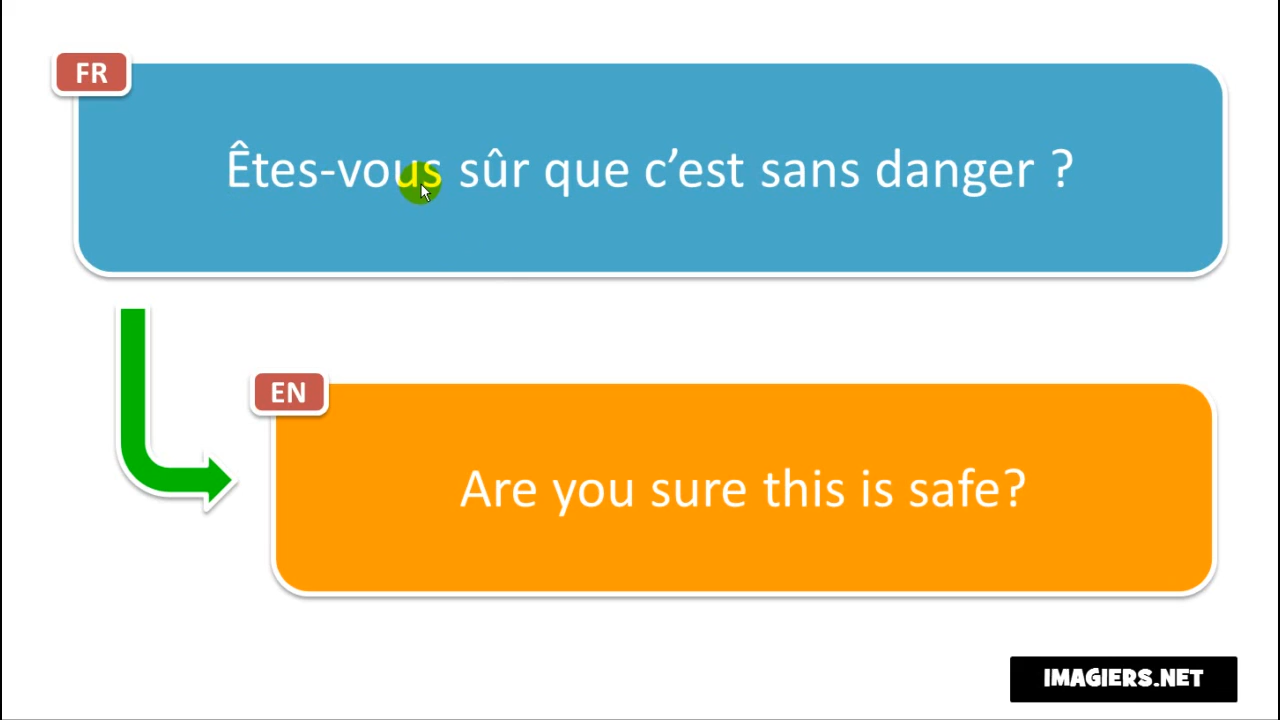 FR
Êtes-vous sûr que c’est sans danger ?
EN
Are you sure this is safe?
IMAGIERS.NET